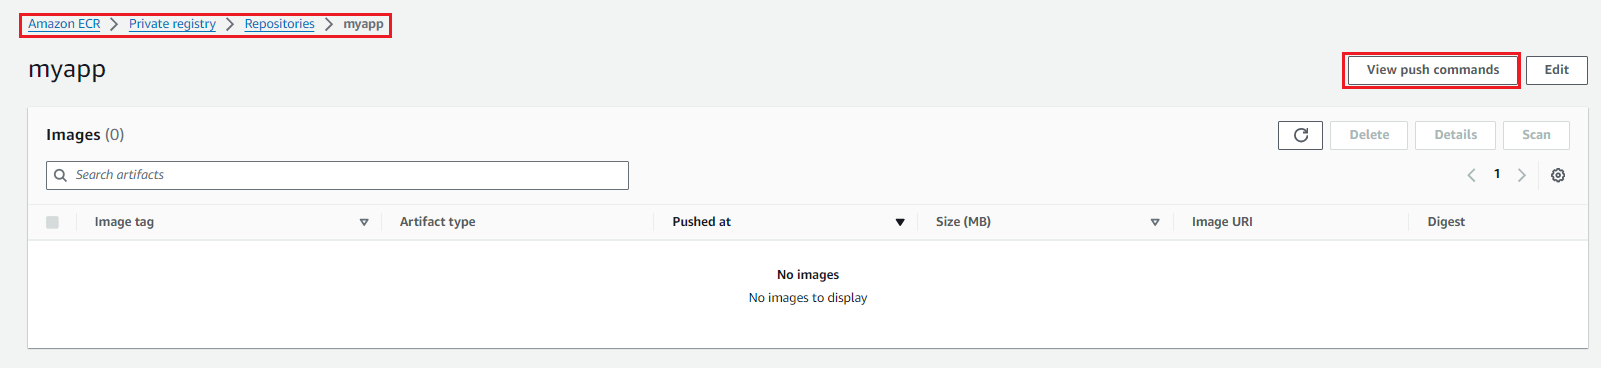 Amazon ECR > Private registry > Repositories > myapp
myapp
View push commands Edit
Images (0)
Delete Details Scan
Search artifacts
1
Image tag Artifact type Pushed at Size (MB) Image URI Digest
No images
No images to display